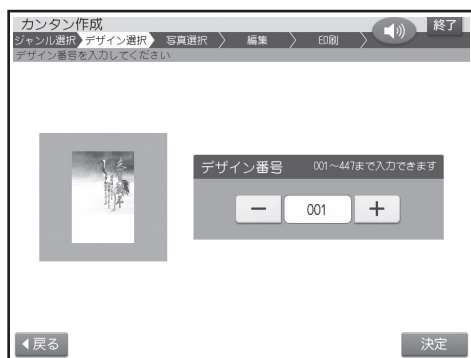 カンタン作成
終了
ジャンル選択 デザイン選択 写真選択 編集 印刷
デザイン番号を入力してください
デザイン番号 001～447まで入力できます
－ 001 ＋
戻る
決定